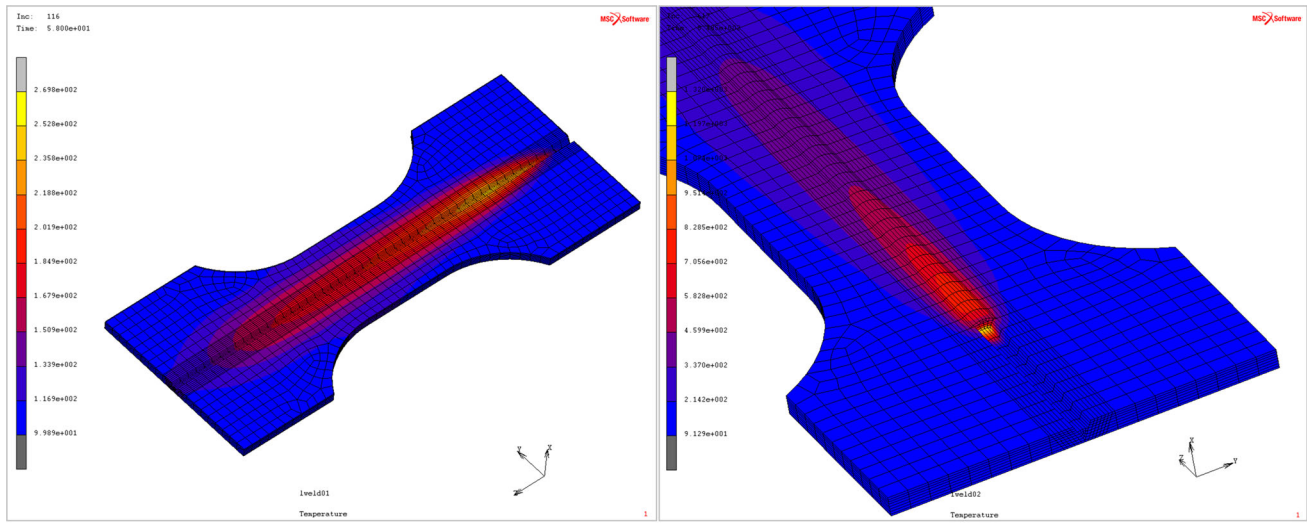 Inc: 116
Time: 5.800e+001
MSC Software
2.698e+002
2.528e+002
2.358e+002
2.188e+002
2.019e+002
1.849e+002
1.679e+002
1.509e+002
1.339e+002
1.169e+002
9.989e+001
Y X
Z
lweld01
Temperature
1
MSC Software
8.285e+002
7.056e+002
5.828e+002
4.599e+002
3.370e+002
2.142e+002
9.129e+001
X
Z Y
lweld02
Temperature
1